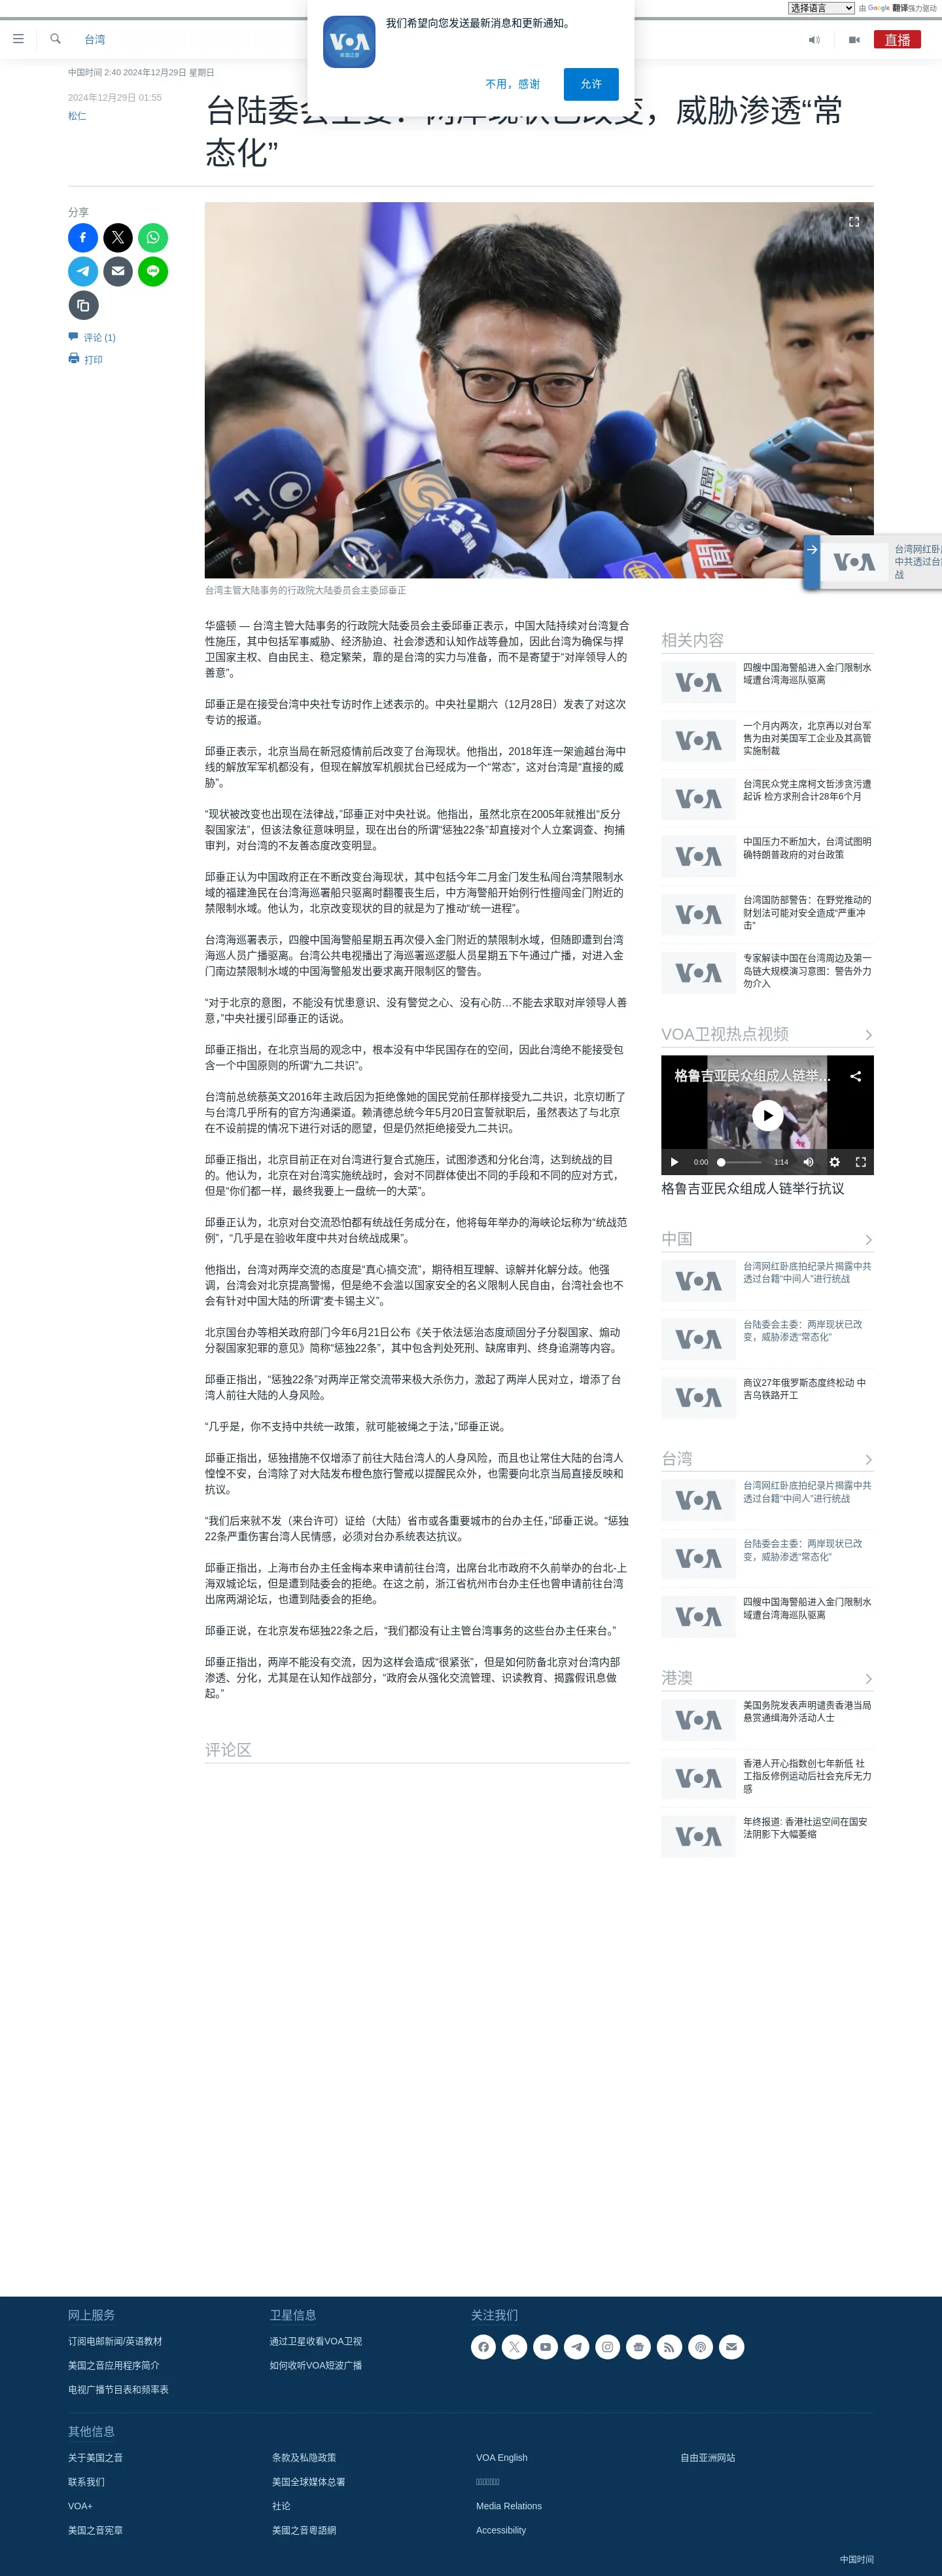 选择语言
由 Google 翻译强力驱动
我们希望向您发送最新消息和更新通知。
VOA
美国之音
不用，感谢
允许
台湾
直播
中国时间 2:40 2024年12月29日 星期日
2024年12月29日 01:55
松仁
台陆委会主委：两岸现状已改变，威胁渗透“常
态化”
分享
评论 (1)
打印
台湾主管大陆事务的行政院大陆委员会主委邱垂正
台湾网红卧
中共透过台
战
华盛顿 — 台湾主管大陆事务的行政院大陆委员会主委邱垂正表示，中国大陆持续对台湾复合
性施压，其中包括军事威胁、经济胁迫、社会渗透和认知作战等叠加，因此台湾为确保与捍
卫国家主权、自由民主、稳定繁荣，靠的是台湾的实力与准备，而不是寄望于“对岸领导人的
善意”。
邱垂正是在接受台湾中央社专访时作上述表示的。中央社星期六（12月28日）发表了对这次
专访的报道。
邱垂正表示，北京当局在新冠疫情前后改变了台海现状。他指出，2018年连一架逾越台海中
线的解放军军机都没有，但现在解放军机舰扰台已经成为一个“常态”，这对台湾是“直接的威
胁”。
“现状被改变也出现在法律战，”邱垂正对中央社说。他指出，虽然北京在2005年就推出“反分
裂国家法”，但该法象征意味明显，现在出台的所谓“惩独22条”却直接对个人立案调查、拘捕
审判，对台湾的不友善态度改变明显。
邱垂正认为中国政府正在不断改变台海现状，其中包括今年二月金门发生私闯台湾禁限制水
域的福建渔民在台湾海巡署船只驱离时翻覆丧生后，中方海警船开始例行性擅闯金门附近的
禁限制水域。他认为，北京改变现状的目的就是为了推动“统一进程”。
台湾海巡署表示，四艘中国海警船星期五再次侵入金门附近的禁限制水域，但随即遭到台湾
海巡人员广播驱离。台湾公共电视播出了海巡署巡逻艇人员星期五下午通过广播，对进入金
门南边禁限制水域的中国海警船发出要求离开限制区的警告。
“对于北京的意图，不能没有忧患意识、没有警觉之心、没有心防…不能去求取对岸领导人善
意，”中央社援引邱垂正的话说。
邱垂正指出，在北京当局的观念中，根本没有中华民国存在的空间，因此台湾绝不能接受包
含一个中国原则的所谓“九二共识”。
台湾前总统蔡英文2016年主政后因为拒绝像她的国民党前任那样接受九二共识，北京切断了
与台湾几乎所有的官方沟通渠道。赖清德总统今年5月20日宣誓就职后，虽然表达了与北京
在不设前提的情况下进行对话的愿望，但是仍然拒绝接受九二共识。
邱垂正指出，北京目前正在对台湾进行复合式施压，试图渗透和分化台湾，达到统战的目
的。他认为，北京在对台湾实施统战时，会对不同群体使出不同的手段和不同的应对方式，
但是“你们都一样，最终我要上一盘统一的大菜”。
邱垂正认为，北京对台交流恐怕都有统战任务成分在，他将每年举办的海峡论坛称为“统战范
例”，“几乎是在验收年度中共对台统战成果”。
他指出，台湾对两岸交流的态度是“真心搞交流”，期待相互理解、谅解并化解分歧。他强
调，台湾会对北京提高警惕，但是绝不会滥以国家安全的名义限制人民自由，台湾社会也不
会有针对中国大陆的所谓“麦卡锡主义”。
北京国台办等相关政府部门今年6月21日公布《关于依法惩治态度顽固分子分裂国家、煽动
分裂国家犯罪的意见》简称“惩独22条”，其中包含判处死刑、缺席审判、终身追溯等内容。
邱垂正指出，“惩独22条”对两岸正常交流带来极大杀伤力，激起了两岸人民对立，增添了台
湾人前往大陆的人身风险。
“几乎是，你不支持中共统一政策，就可能被绳之于法，”邱垂正说。
邱垂正指出，惩独措施不仅增添了前往大陆台湾人的人身风险，而且也让常住大陆的台湾人
惶惶不安，台湾除了对大陆发布橙色旅行警戒以提醒民众外，也需要向北京当局直接反映和
抗议。
“我们后来就不发（来台许可）证给（大陆）省市或各重要城市的台办主任，”邱垂正说。“惩独
22条严重伤害台湾人民情感，必须对台办系统表达抗议。
邱垂正指出，上海市台办主任金梅本来申请前往台湾，出席台北市政府不久前举办的台北-上
海双城论坛，但是遭到陆委会的拒绝。在这之前，浙江省杭州市台办主任也曾申请前往台湾
出席两湖论坛，也遭到陆委会的拒绝。
邱垂正说，在北京发布惩独22条之后，“我们都没有让主管台湾事务的这些台办主任来台。”
邱垂正指出，两岸不能没有交流，因为这样会造成“很紧张”，但是如何防备北京对台湾内部
渗透、分化，尤其是在认知作战部分，“政府会从强化交流管理、识读教育、揭露假讯息做
起。”
评论区
相关内容
四艘中国海警船进入金门限制水
域遭台湾海巡队驱离
一个月内两次，北京再以对台军
售为由对美国军工企业及其高管
实施制裁
台湾民众党主席柯文哲涉贪污遭
起诉 检方求刑合计28年6个月
中国压力不断加大，台湾试图明
确特朗普政府的对台政策
台湾国防部警告：在野党推动的
财划法可能对安全造成“严重冲
击”
专家解读中国在台湾周边及第一
岛链大规模演习意图：警告外力
勿介入
VOA卫视热点视频
格鲁吉亚民众组成人链举...
0:00
1:14
格鲁吉亚民众组成人链举行抗议
中国
台湾网红卧底拍纪录片揭露中共
透过台籍“中间人”进行统战
台陆委会主委：两岸现状已改
变，威胁渗透“常态化”
商议27年俄罗斯态度终松动 中
吉乌铁路开工
台湾
台湾网红卧底拍纪录片揭露中共
透过台籍“中间人”进行统战
台陆委会主委：两岸现状已改
变，威胁渗透“常态化”
四艘中国海警船进入金门限制水
域遭台湾海巡队驱离
港澳
美国务院发表声明谴责香港当局
悬赏通缉海外活动人士
香港人开心指数创七年新低 社
工指反修例运动后社会充斥无力
感
年终报道: 香港社运空间在国安
法阴影下大幅萎缩
网上服务
订阅电邮新闻/英语教材
美国之音应用程序简介
电视广播节目表和频率表
卫星信息
通过卫星收看VOA卫视
如何收听VOA短波广播
关注我们
其他信息
关于美国之音
联系我们
VOA+
美国之音宪章
条款及私隐政策
美国全球媒体总署
社论
美國之音粵語網
VOA English
Media Relations
Accessibility
自由亚洲网站
中国时间